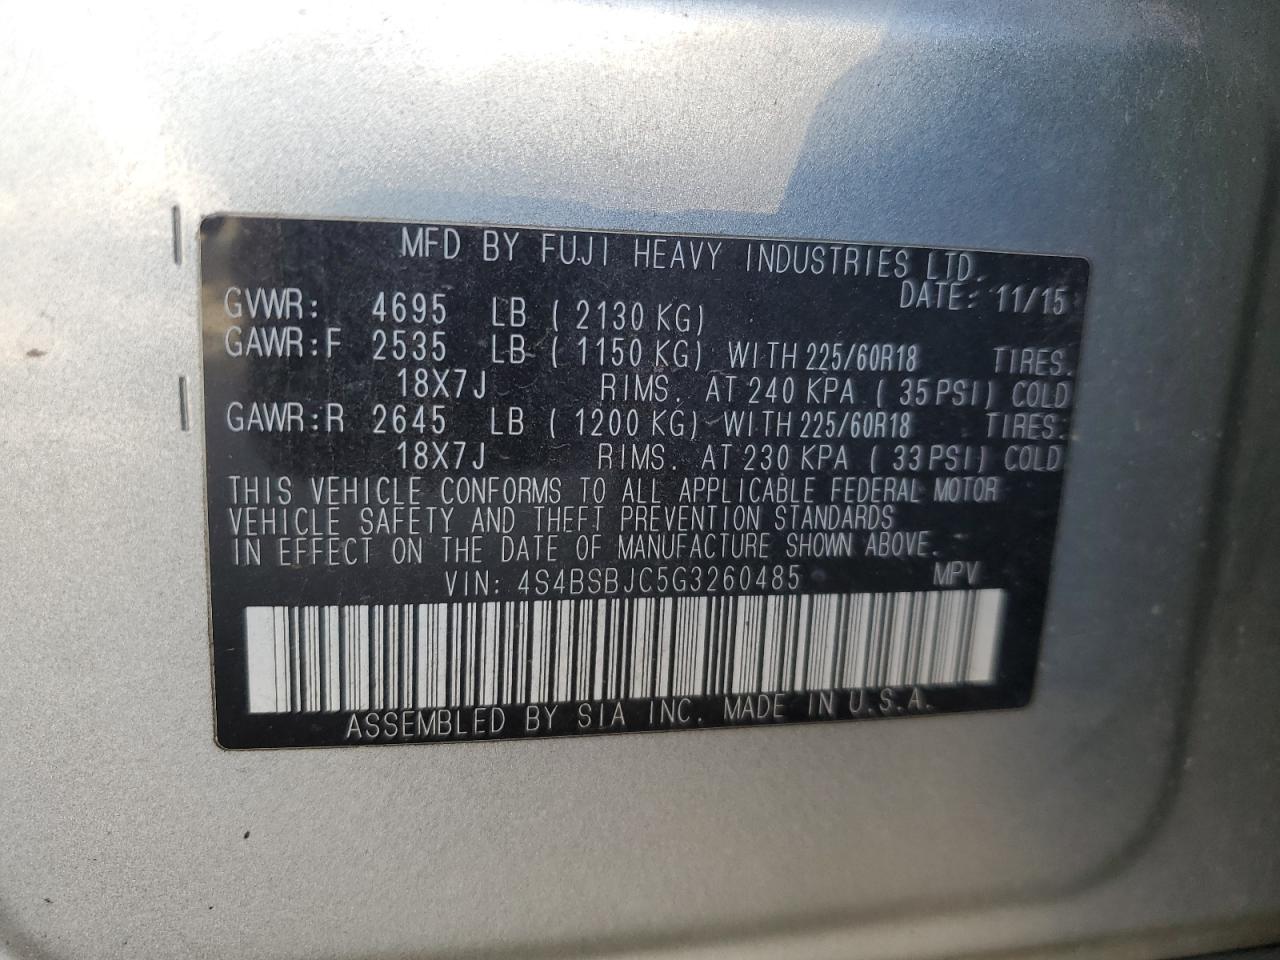 MFD BY FUJI HEAVY INDUSTRIES LTD.
DATE: 11/15
GVWR: 4695 LB ( 2130 KG)
GAWR:F 2535 LB ( 1150 KG) WITH 225/60R18 TIRES.
18X7J RIMS. AT 240 KPA ( 35 PSI) COLD
GAWR:R 2645 LB ( 1200 KG) WITH 225/60R18 TIRES.
18X7J RIMS. AT 230 KPA ( 33 PSI) COLD
THIS VEHICLE CONFORMS TO ALL APPLICABLE FEDERAL MOTOR
VEHICLE SAFETY AND THEFT PREVENTION STANDARDS
IN EFFECT ON THE DATE OF MANUFACTURE SHOWN ABOVE.
VIN: 4S4BSBJC5G3260485 MPV
ASSEMBLED BY SIA INC. MADE IN U.S.A.